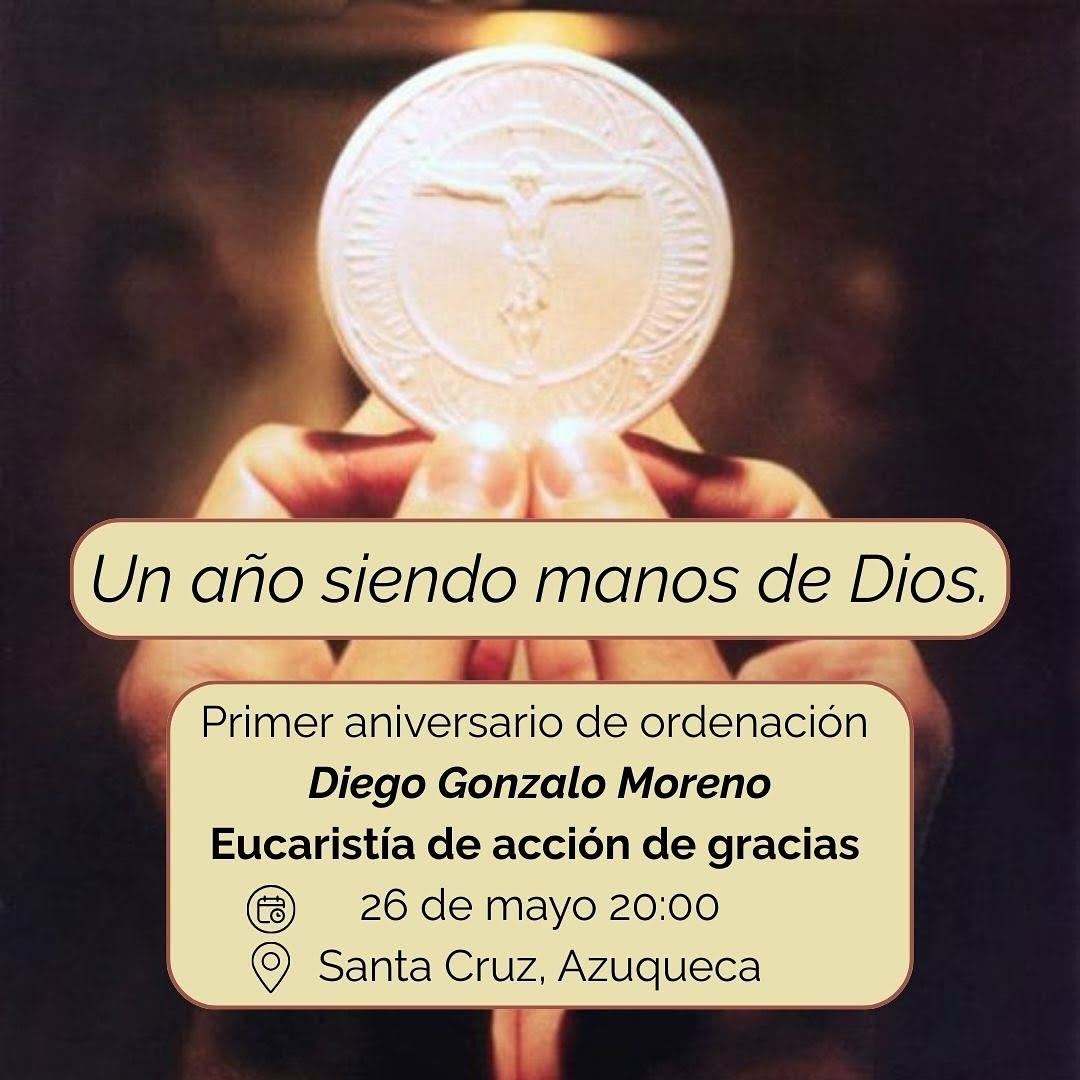 Un año siendo manos de Dios.
Primer aniversario de ordenación
Diego Gonzalo Moreno
Eucaristía de acción de gracias
26 de mayo 20:00
Santa Cruz, Azuqueca